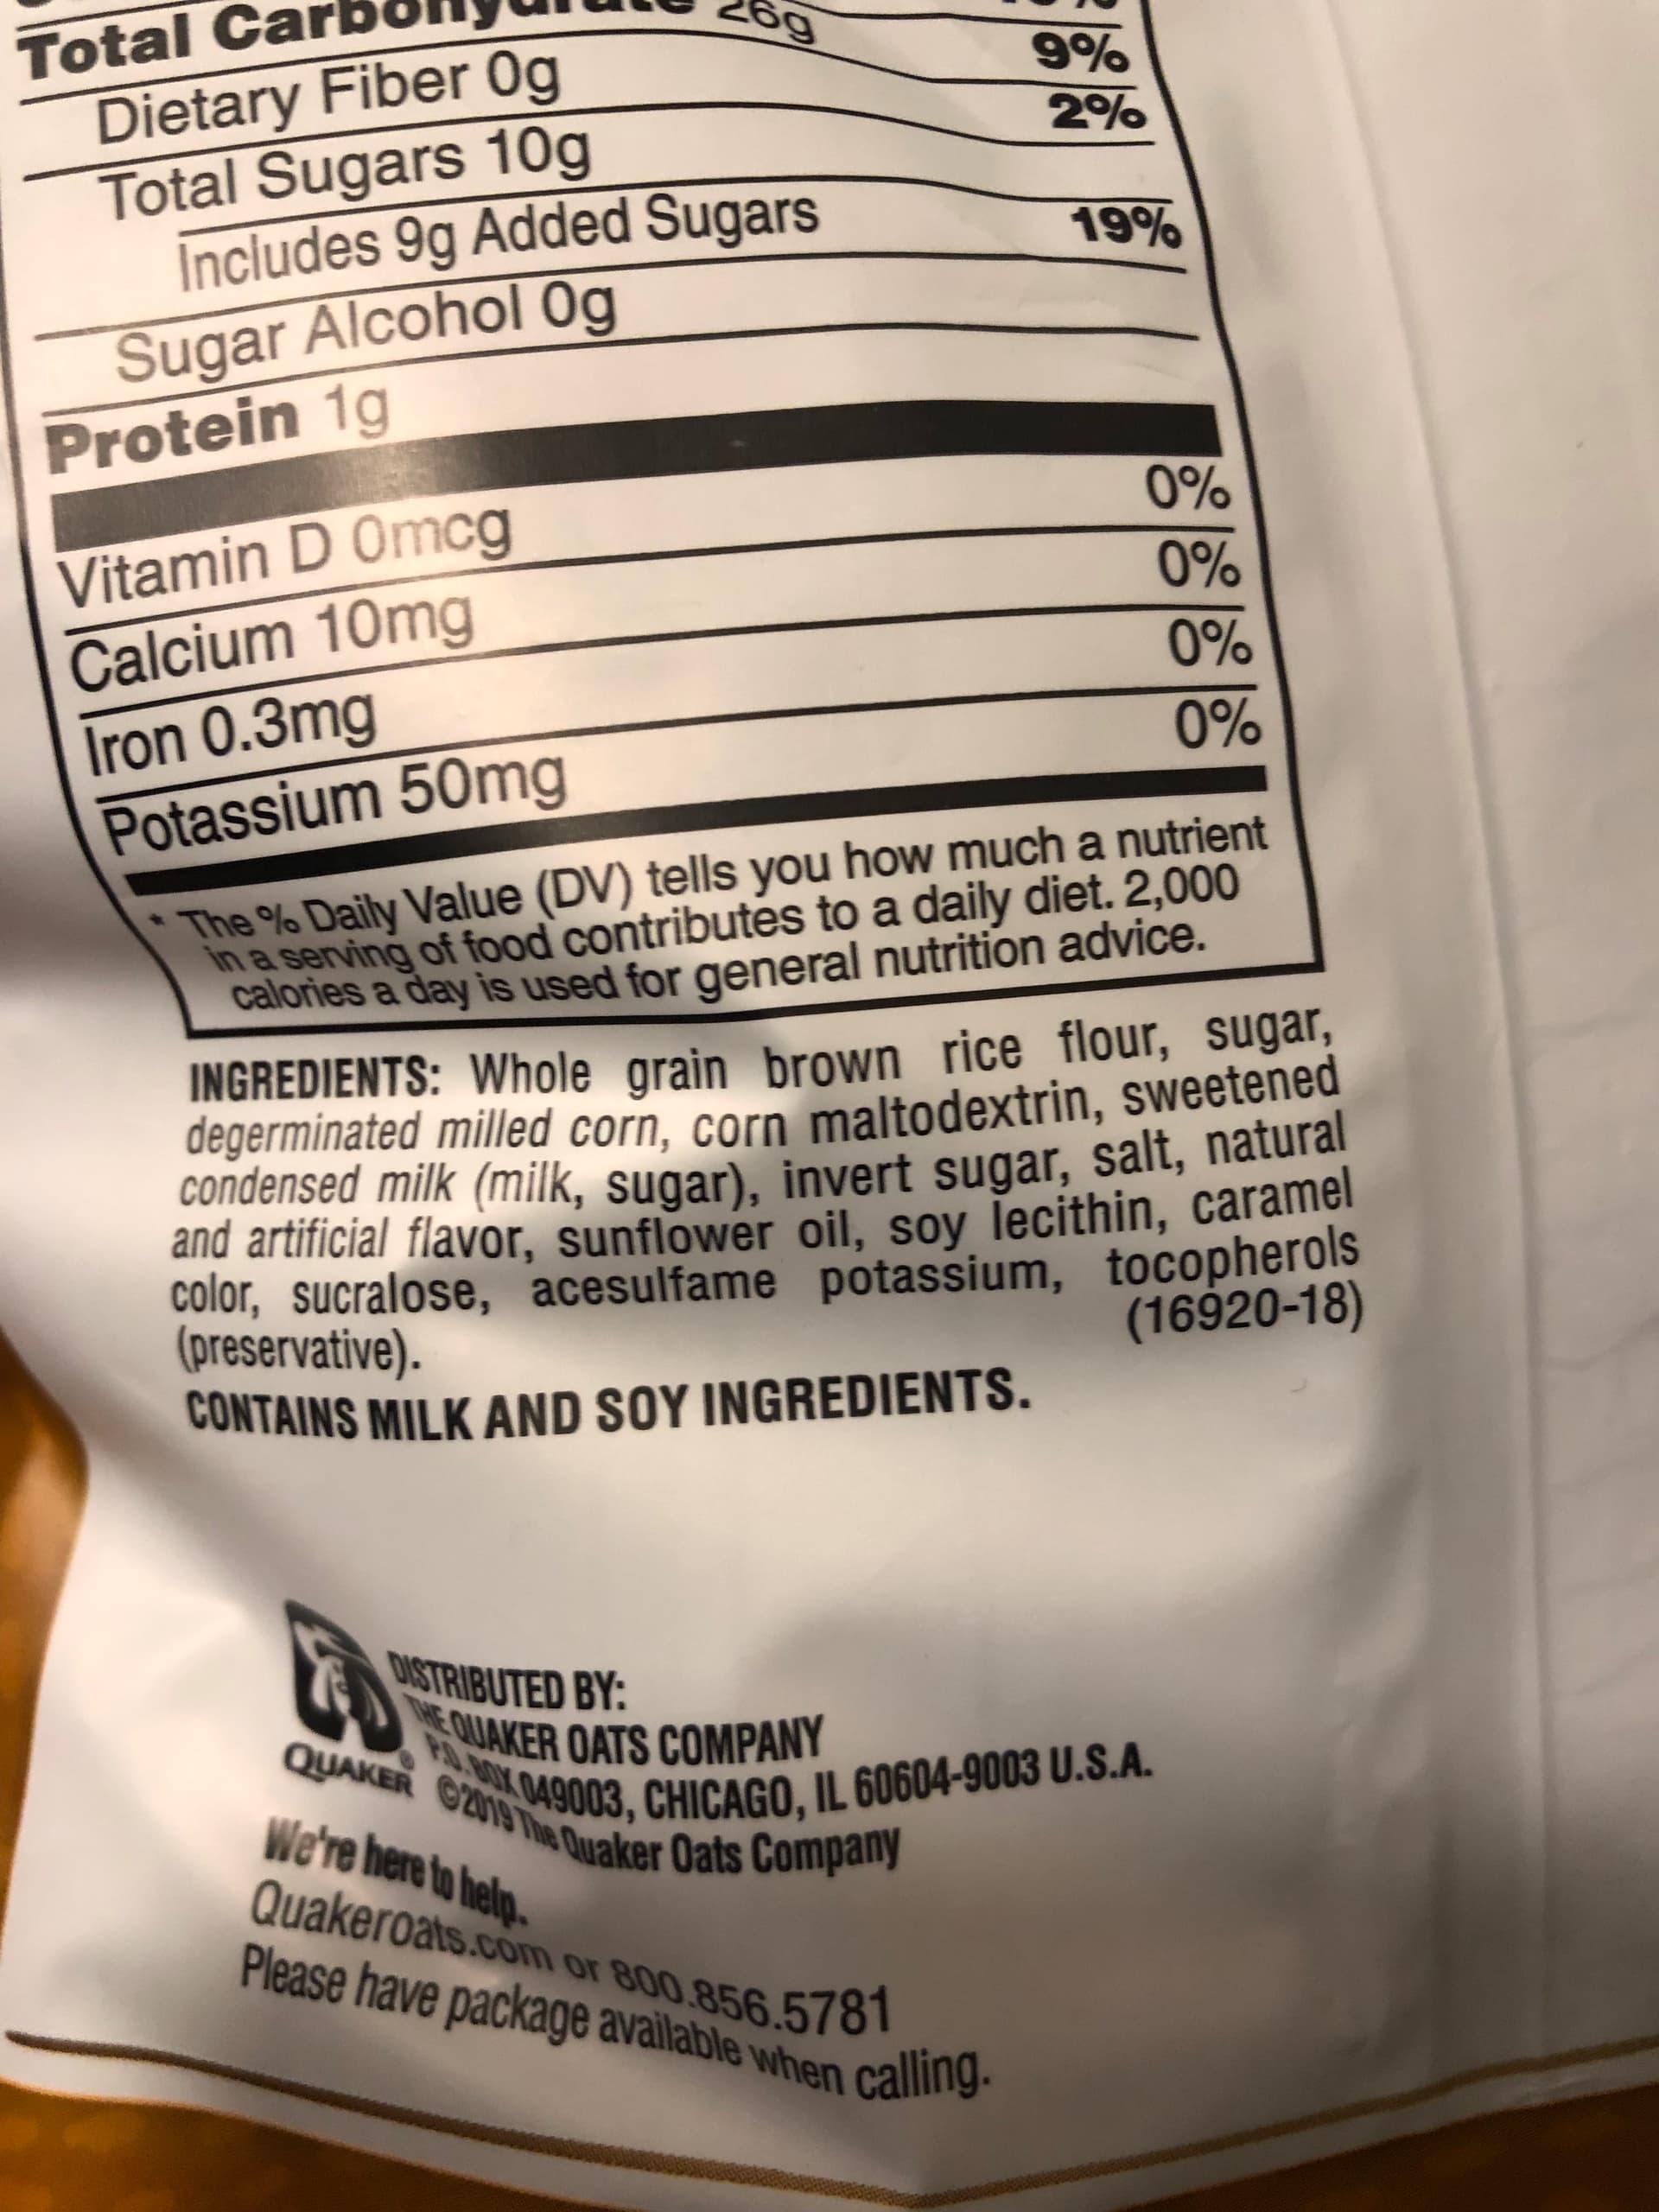 Total Carbohydrate 26g
9%
Dietary Fiber 0g
2%
Total Sugars 10g
Includes 9g Added Sugars
19%
Sugar Alcohol 0g
Protein 1g
Vitamin D 0mcg
0%
Calcium 10mg
0%
Iron 0.3mg
0%
Potassium 50mg
0%
* The % Daily Value (DV) tells you how much a nutrient
in a serving of food contributes to a daily diet. 2,000
calories a day is used for general nutrition advice.
INGREDIENTS: Whole grain brown rice flour, sugar,
degerminated milled corn, corn maltodextrin, sweetened
condensed milk (milk, sugar), invert sugar, salt, natural
and artificial flavor, sunflower oil, soy lecithin, caramel
color, sucralose, acesulfame potassium, tocopherols
(preservative). (16920-18)
CONTAINS MILK AND SOY INGREDIENTS.
DISTRIBUTED BY:
THE QUAKER OATS COMPANY
P.O. BOX 049003, CHICAGO, IL 60604-9003 U.S.A.
©2019 The Quaker Oats Company
QUAKER®
We're here to help.
Quakeroats.com or 800.856.5781
Please have package available when calling.